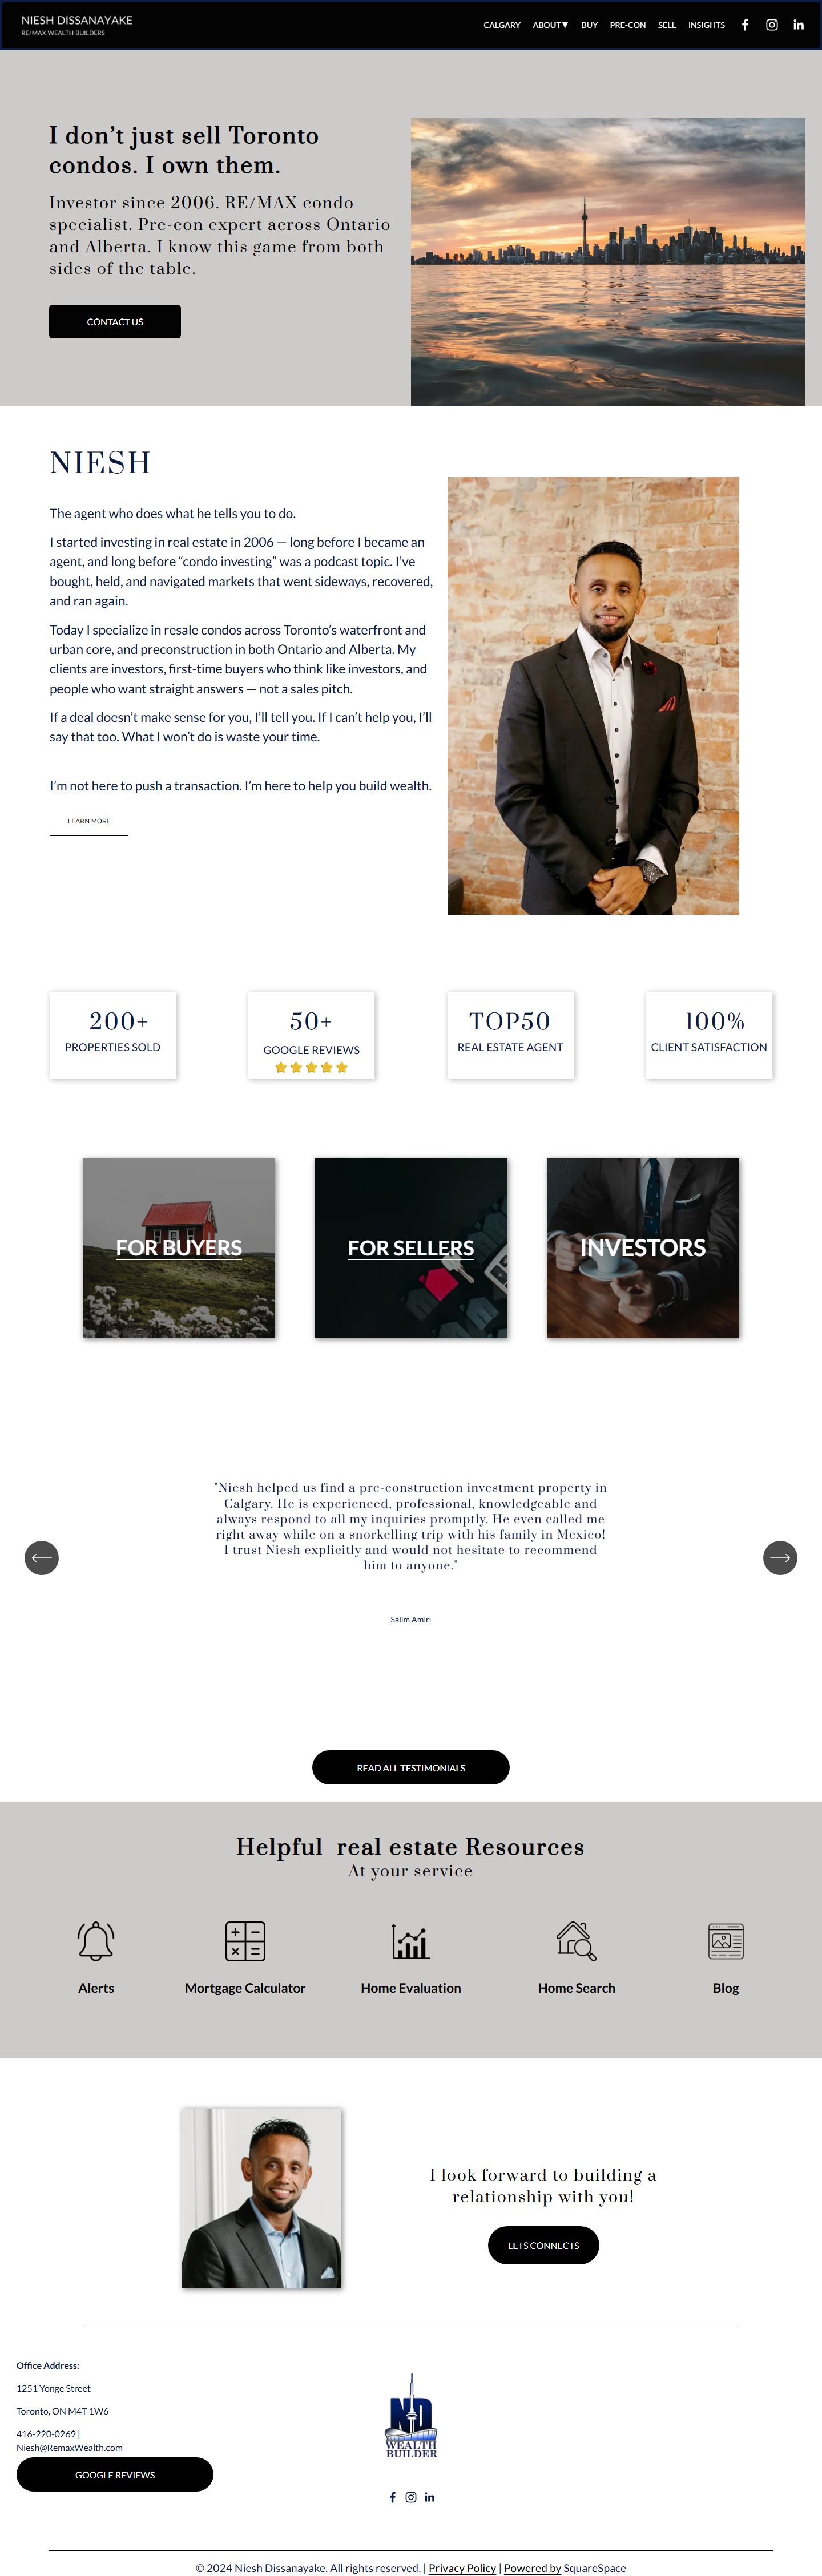 NIESH DISSANAYAKE
RE/MAX WEALTH BUILDERS
CALGARY ABOUT▼ BUY PRE-CON SELL INSIGHTS
I don’t just sell Toronto
condos. I own them.
Investor since 2006. RE/MAX condo
specialist. Pre-con expert across Ontario
and Alberta. I know this game from both
sides of the table.
CONTACT US
NIESH
The agent who does what he tells you to do.
I started investing in real estate in 2006 — long before I became an
agent, and long before “condo investing” was a podcast topic. I’ve
bought, held, and navigated markets that went sideways, recovered,
and ran again.
Today I specialize in resale condos across Toronto’s waterfront and
urban core, and preconstruction in both Ontario and Alberta. My
clients are investors, first-time buyers who think like investors, and
people who want straight answers — not a sales pitch.
If a deal doesn’t make sense for you, I’ll tell you. If I can’t help you, I’ll
say that too. What I won’t do is waste your time.
I’m not here to push a transaction. I’m here to help you build wealth.
LEARN MORE
200+
PROPERTIES SOLD
50+
GOOGLE REVIEWS
TOP50
REAL ESTATE AGENT
100%
CLIENT SATISFACTION
FOR BUYERS
FOR SELLERS
INVESTORS
"Niesh helped us find a pre-construction investment property in
Calgary. He is experienced, professional, knowledgeable and
always respond to all my inquiries promptly. He even called me
right away while on a snorkelling trip with his family in Mexico!
I trust Niesh explicitly and would not hesitate to recommend
him to anyone."
Salim Amiri
READ ALL TESTIMONIALS
Helpful real estate Resources
At your service
Alerts
Mortgage Calculator
Home Evaluation
Home Search
Blog
I look forward to building a
relationship with you!
LETS CONNECTS
Office Address:
1251 Yonge Street
Toronto, ON M4T 1W6
416-220-0269 |
Niesh@RemaxWealth.com
GOOGLE REVIEWS
ND
WEALTH
BUILDER
© 2024 Niesh Dissanayake. All rights reserved. | Privacy Policy | Powered by SquareSpace